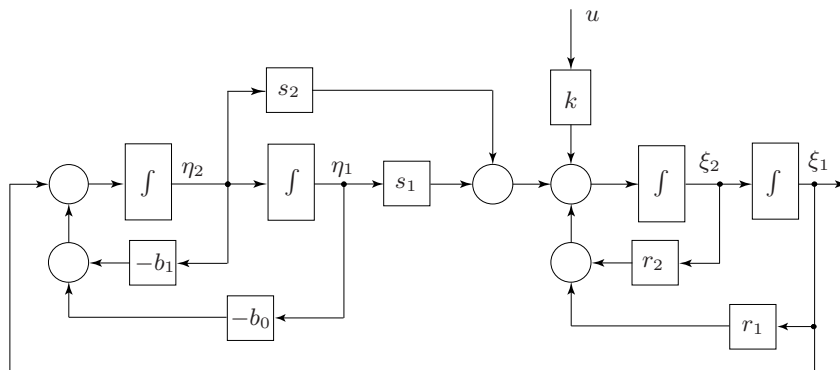 u
s₂
k
∫ η₂ ∫ η₁ s₁ ∫ ξ₂ ∫ ξ₁
−b₁ r₂
−b₀ r₁